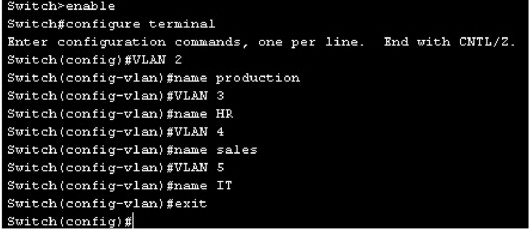 Switch>enable
Switch#configure terminal
Enter configuration commands, one per line.  End with CNTL/Z.
Switch(config)#VLAN 2
Switch(config-vlan)#name production
Switch(config-vlan)#VLAN 3
Switch(config-vlan)#name HR
Switch(config-vlan)#VLAN 4
Switch(config-vlan)#name sales
Switch(config-vlan)#VLAN 5
Switch(config-vlan)#name IT
Switch(config-vlan)#exit
Switch(config)#